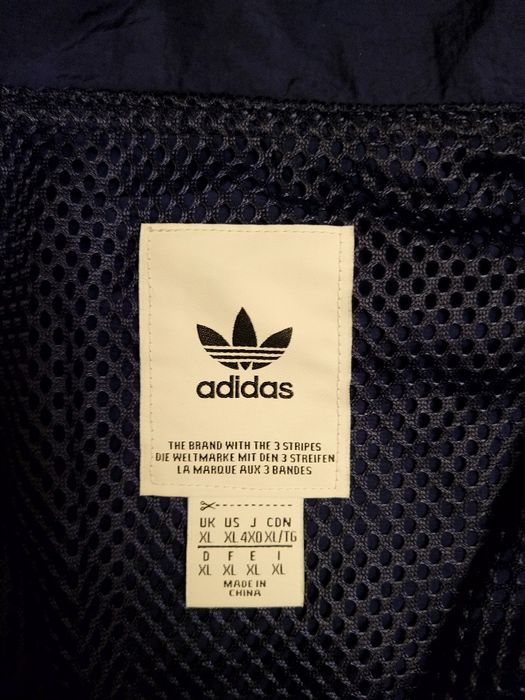 adidas
THE BRAND WITH THE 3 STRIPES
DIE WELTMARKE MIT DEN 3 STREIFEN
LA MARQUE AUX 3 BANDES
UK US J CDN
XL XL 4XO XL/TG
D F E I
XL XL XL XL
MADE IN
CHINA